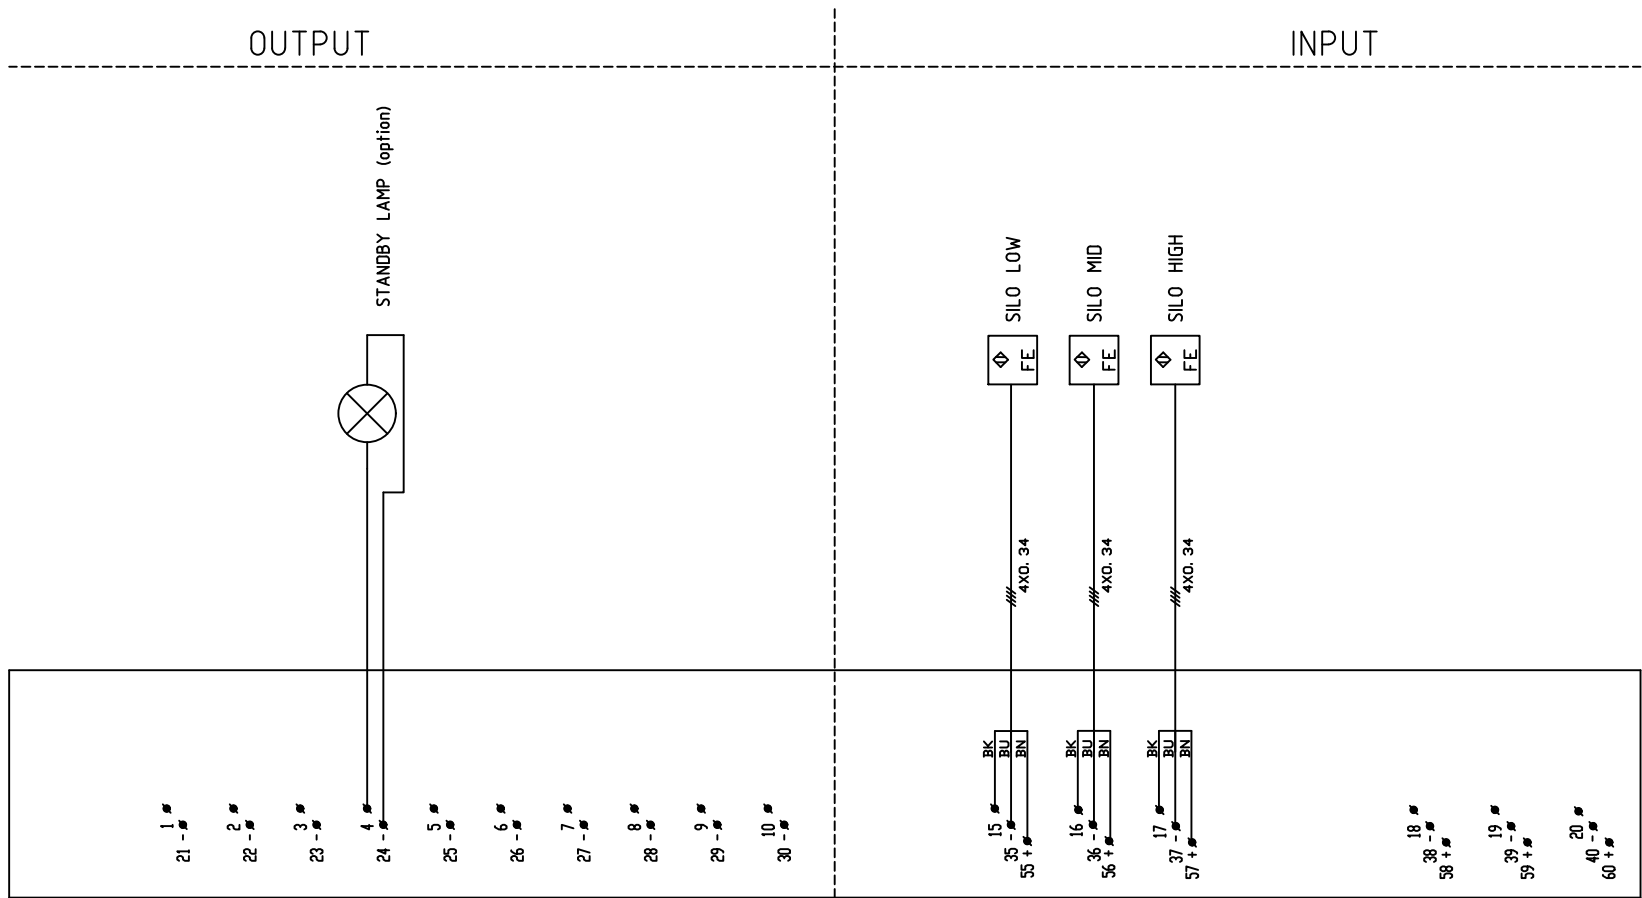 OUTPUT
INPUT
STANDBY LAMP (option)
SILO LOW
SILO MID
SILO HIGH
FE
FE
FE
4X0.34
4X0.34
4X0.34
BK
BU
BN
BK
BU
BN
BK
BU
BN
1
21 -
2
22 -
3
23 -
4
24 -
5
25 -
6
26 -
7
27 -
8
28 -
9
29 -
10
30 -
15
35 -
55 +
16
36 -
56 +
17
37 -
57 +
18
38 -
58 +
19
39 -
59 +
20
40 -
60 +